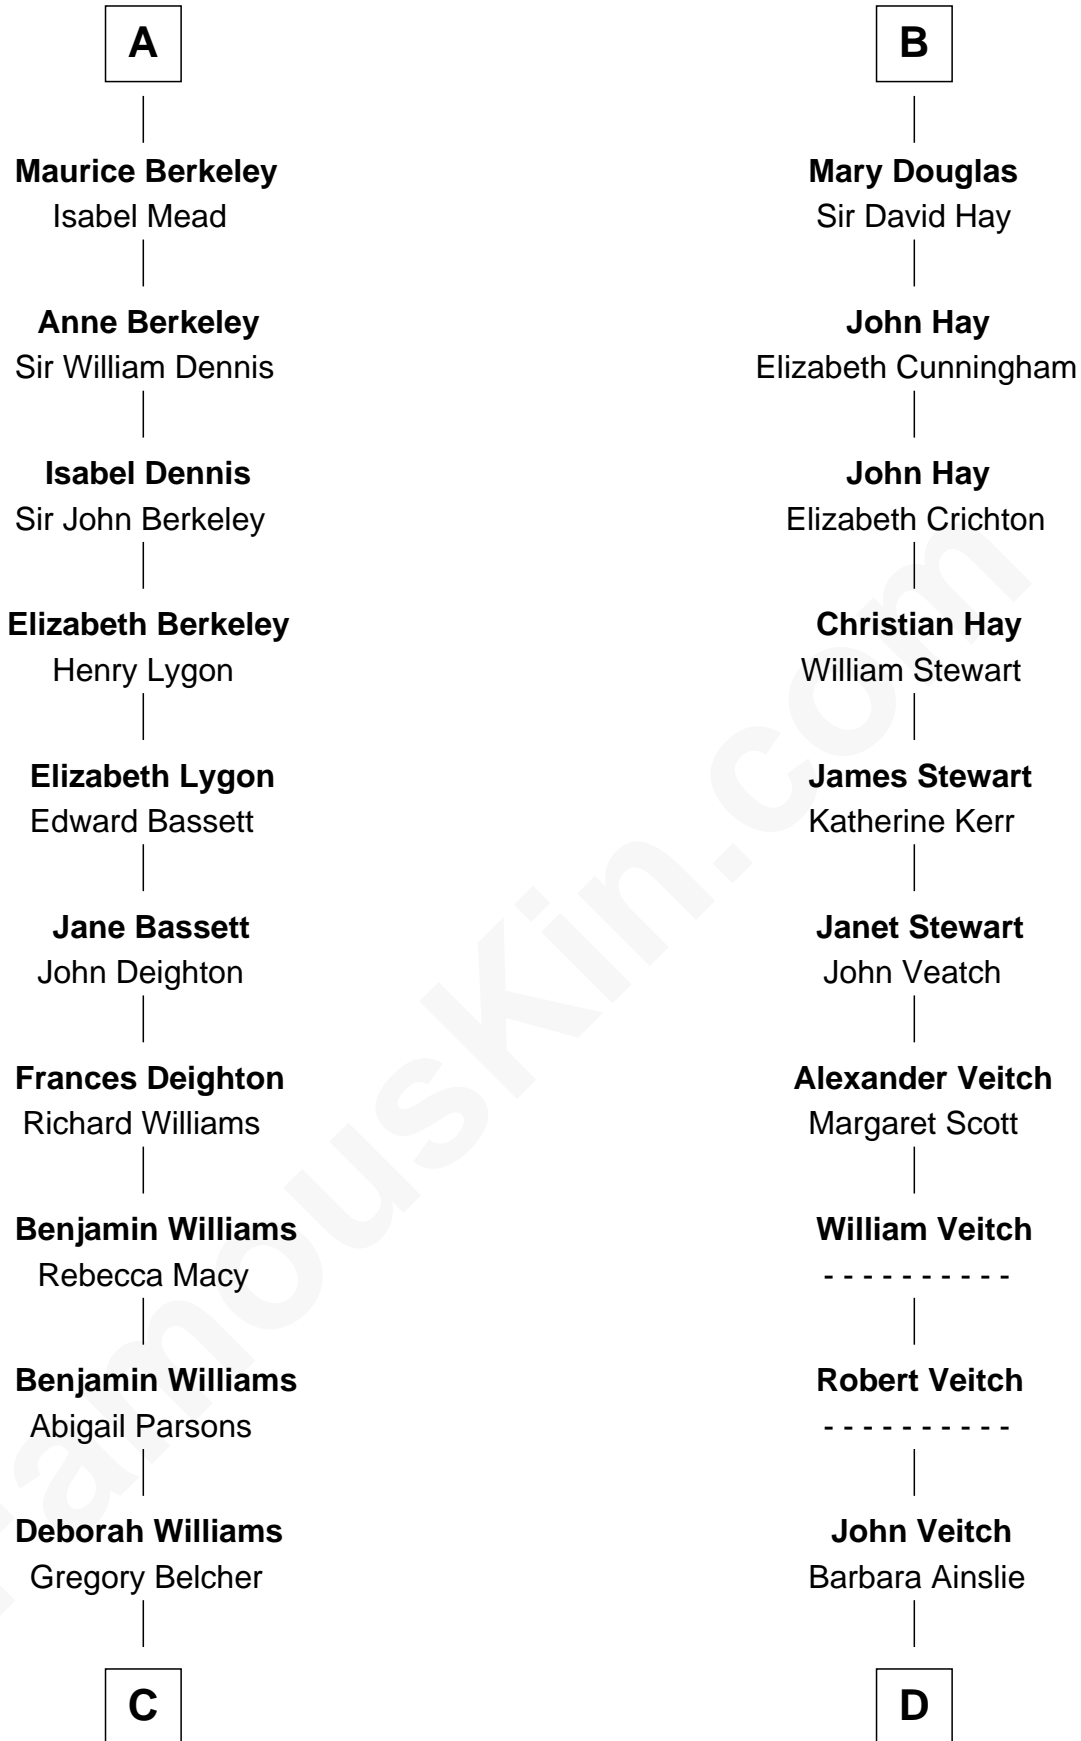 A
Maurice Berkeley
Isabel Mead
Anne Berkeley
Sir William Dennis
Isabel Dennis
Sir John Berkeley
Elizabeth Berkeley
Henry Lygon
Elizabeth Lygon
Edward Bassett
Jane Bassett
John Deighton
Frances Deighton
Richard Williams
Benjamin Williams
Rebecca Macy
Benjamin Williams
Abigail Parsons
Deborah Williams
Gregory Belcher
C
B
Mary Douglas
Sir David Hay
John Hay
Elizabeth Cunningham
John Hay
Elizabeth Crichton
Christian Hay
William Stewart
James Stewart
Katherine Kerr
Janet Stewart
John Veatch
Alexander Veitch
Margaret Scott
William Veitch
- - - - - - - - - -
Robert Veitch
- - - - - - - - - -
John Veitch
Barbara Ainslie
D
FamousKin.com